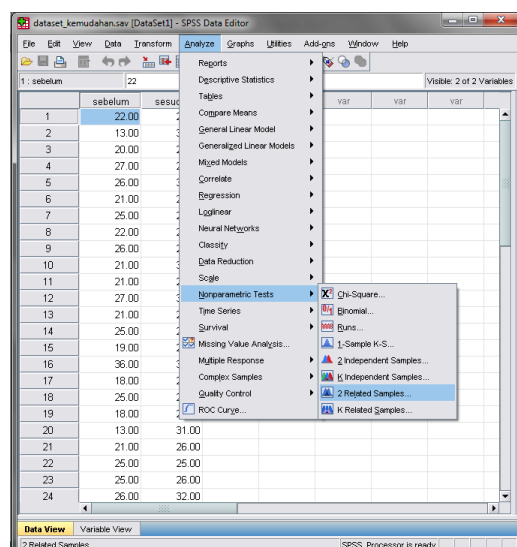 dataset_kemudahan.sav [DataSet1] - SPSS Data Editor
File Edit View Data Transform Analyze Graphs Utilities Add-ons Window Help
1 : sebelum 22 Visible: 2 of 2 Variables
sebelum var var var
1 22.00
2 13.00
3 20.00
4 27.00
5 26.00
6 21.00
7 25.00
8 22.00
9 26.00
10 21.00
11 21.00
12 27.00
13 21.00
14 25.00
15 19.00
16 36.00
17 18.00
18 25.00
19 18.00
20 13.00 31.00
21 21.00 26.00
22 25.00 25.00
23 25.00 26.00
24 26.00 32.00
Reports
Descriptive Statistics
Tables
Compare Means
General Linear Model
Generalized Linear Models
Mixed Models
Correlate
Regression
Loglinear
Neural Networks
Classify
Data Reduction
Scale
Nonparametric Tests
Time Series
Survival
Missing Value Analysis...
Multiple Response
Complex Samples
Quality Control
ROC Curve...
Chi-Square...
Binomial...
Runs...
1-Sample K-S...
2 Independent Samples...
K Independent Samples...
2 Related Samples...
K Related Samples...
Data View Variable View
2 Related Samples SPSS Processor is ready